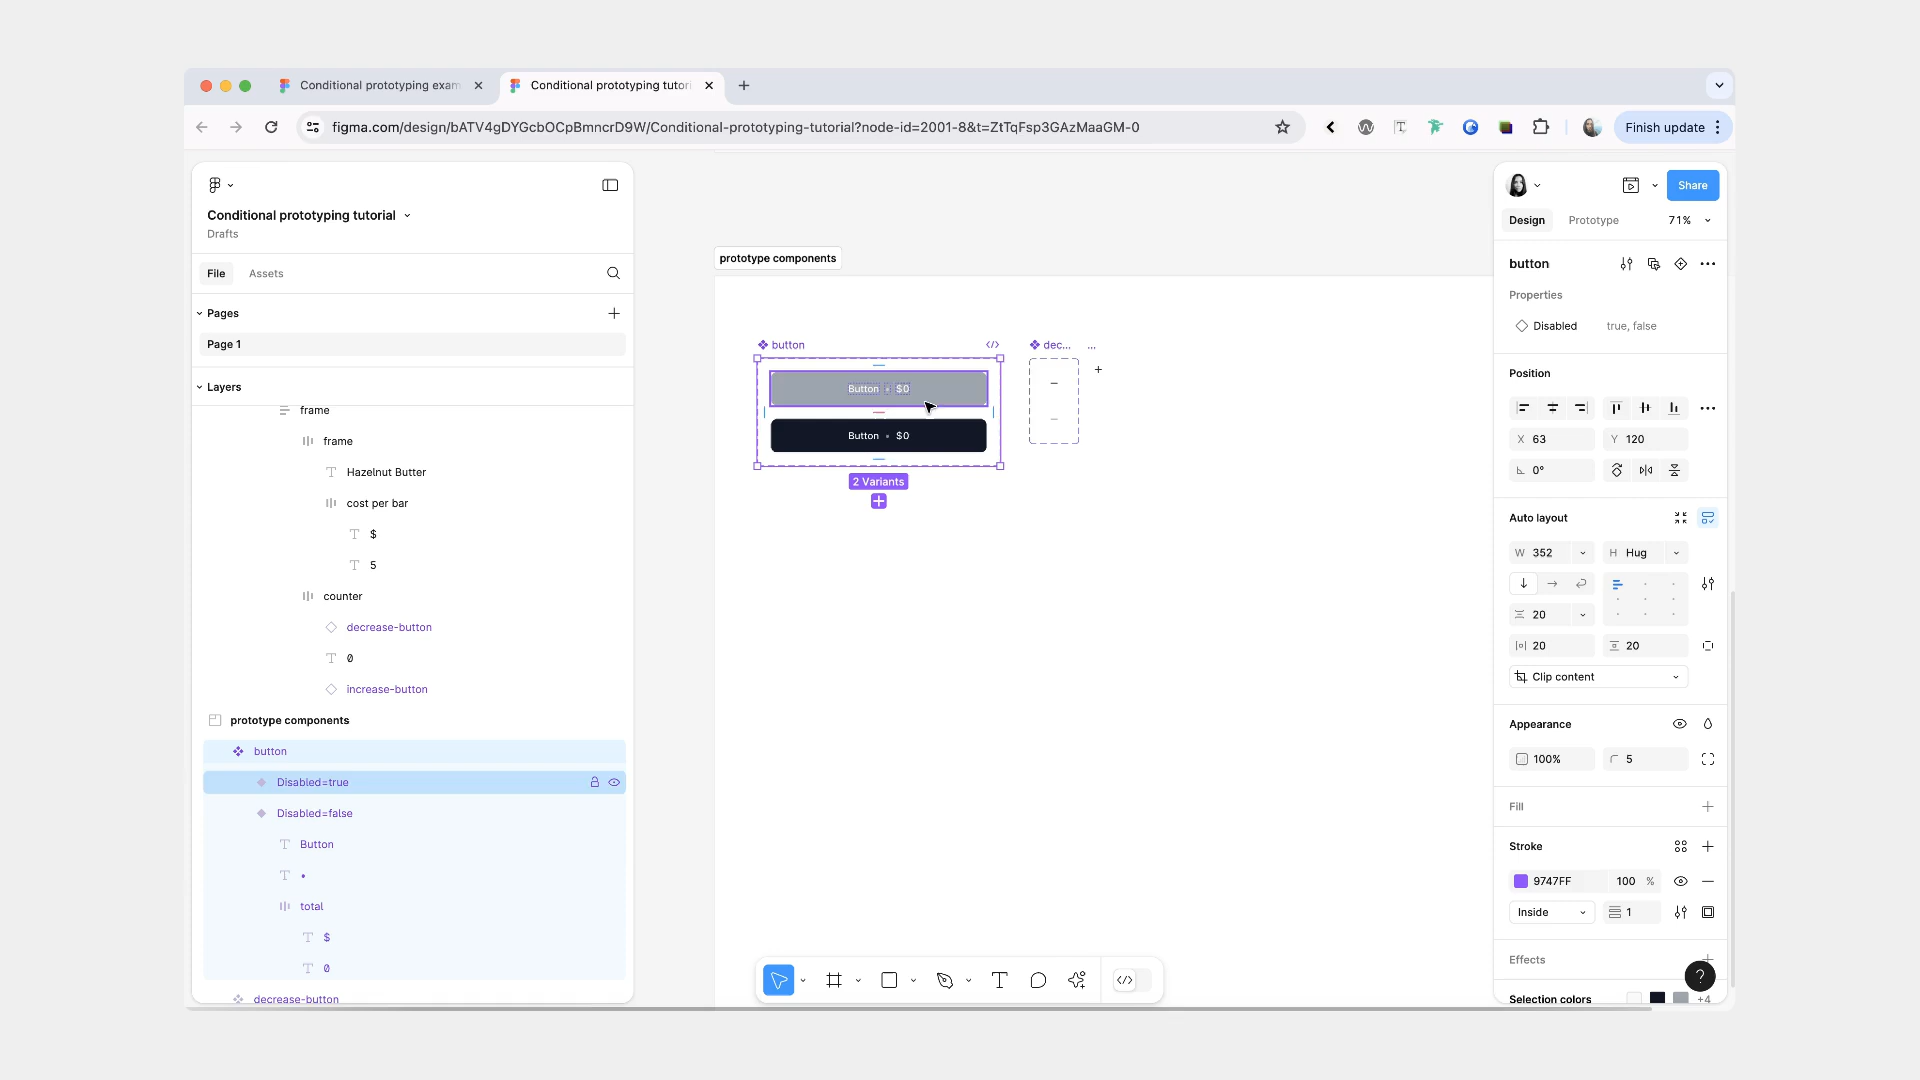 Conditional prototyping exam
Conditional prototyping tutori
figma.com/design/bATV4gDYGcbOCpBmncrD9W/Conditional-prototyping-tutorial?node-id=2001-8&t=ZtTqFsp3GAzMaaGM-0
Finish update
Conditional prototyping tutorial
Drafts
File
Assets
Pages
Page 1
Layers
frame
frame
Hazelnut Butter
cost per bar
$
5
counter
decrease-button
0
increase-button
prototype components
button
Disabled=true
Disabled=false
Button
•
total
$
0
decrease-button
prototype components
button
</>
dec...
...
Button • $0
Button • $0
2 Variants
Share
Design
Prototype
71%
button
Properties
Disabled
true, false
Position
X 63
Y 120
0°
Auto layout
W 352
H Hug
20
20
20
Clip content
Appearance
100%
5
Fill
Stroke
9747FF
100 %
Inside
1
Effects
?
Selection colors
+4